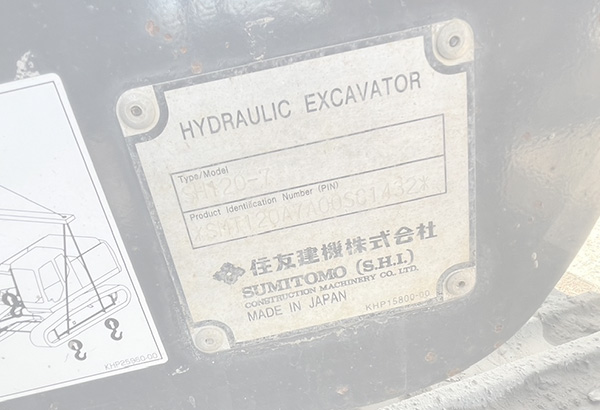 HYDRAULIC EXCAVATOR
Type/Model
SH120-7
Product Identification Number (PIN)
住友建機株式会社
SUMITOMO (S.H.I.)
CONSTRUCTION MACHINERY CO., LTD.
MADE IN JAPAN
KHP15800-00
KHP25960-00